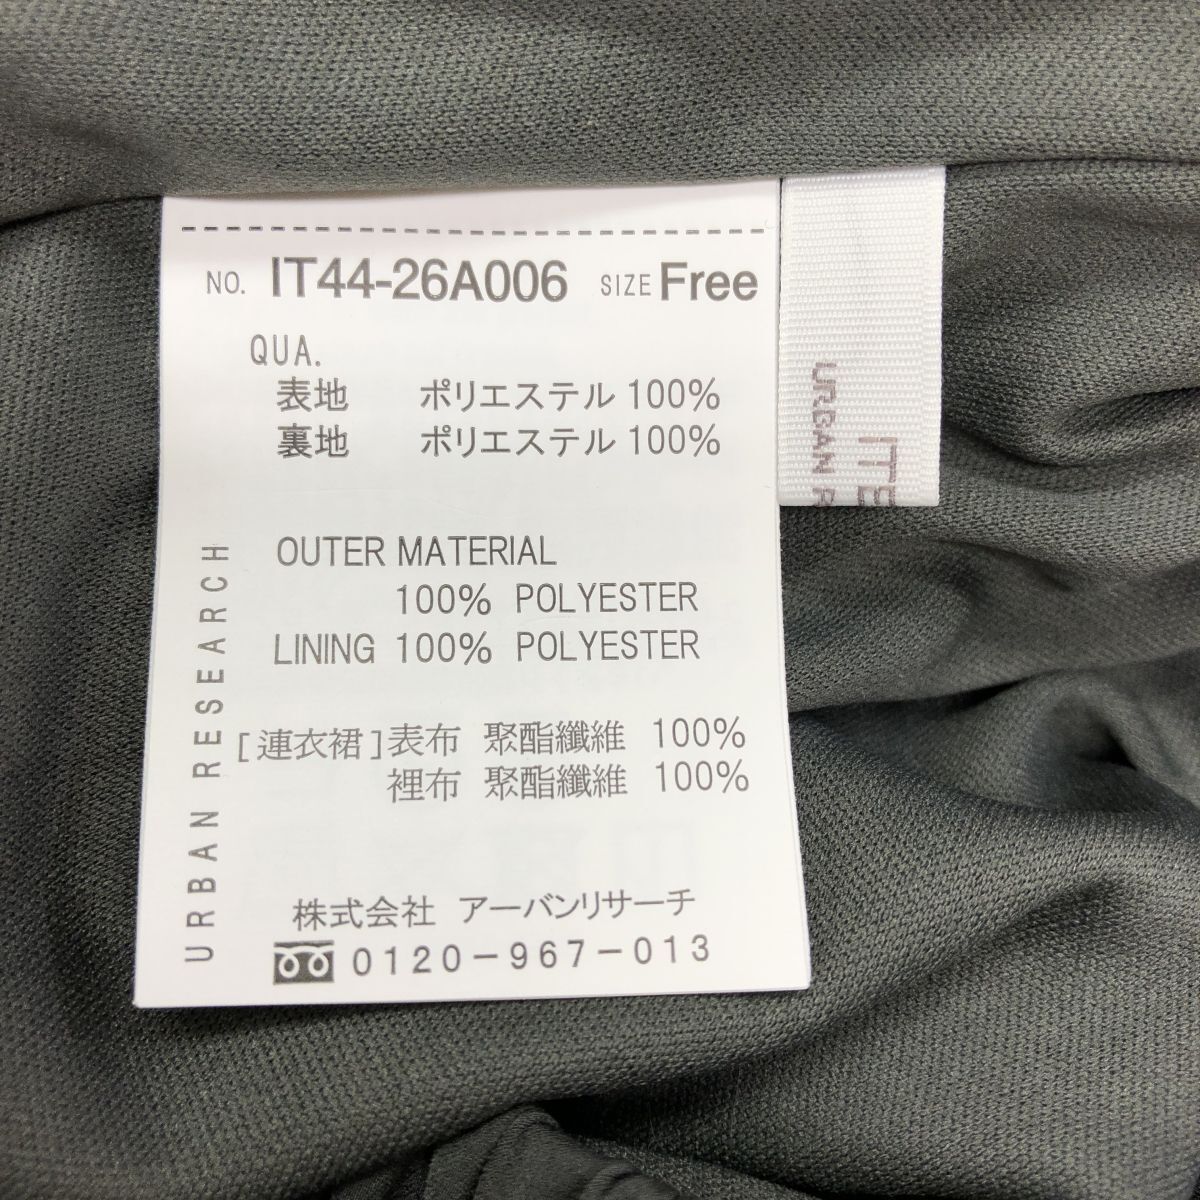 NO. IT44-26A006 SIZE Free
QUA.
表地 ポリエステル 100%
裏地 ポリエステル 100%
OUTER MATERIAL
100% POLYESTER
LINING 100% POLYESTER
[連衣裙]表布 聚酯纖維 100%
裡布 聚酯纖維 100%
株式会社 アーバンリサーチ
0120-967-013
URBAN RESEARCH
URBAN